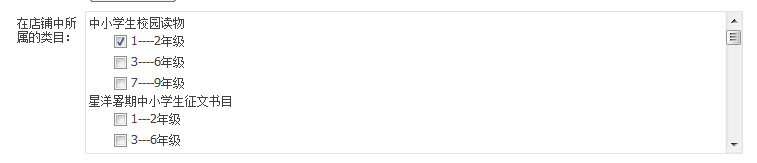 在店铺中所
属的类目：
中小学生校园读物
1----2年级
3----6年级
7----9年级
星洋署期中小学生征文书目
1---2年级
3---6年级